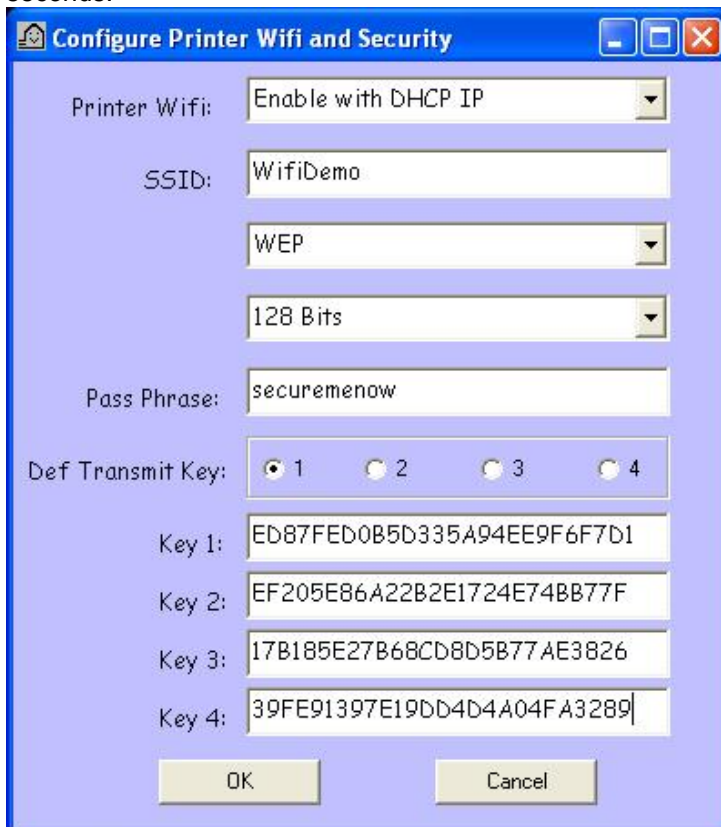 seconds.
Configure Printer Wifi and Security
Printer Wifi: Enable with DHCP IP
SSID: WifiDemo
WEP
128 Bits
Pass Phrase: securemenow
Def Transmit Key: 1 2 3 4
Key 1: ED87FED0B5D335A94EE9F6F7D1
Key 2: EF205E86A22B2E1724E74BB77F
Key 3: 17B185E27B68CD8D5B77AE3826
Key 4: 39FE91397E19DD4D4A04FA3289
OK Cancel